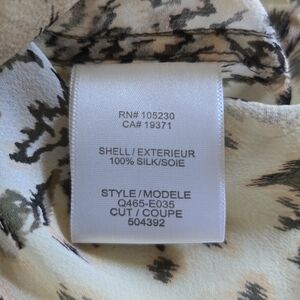 RN# 105230
CA# 19371
SHELL / EXTERIEUR
100% SILK/SOIE
STYLE / MODELE
Q465-E035
CUT / COUPE
504392